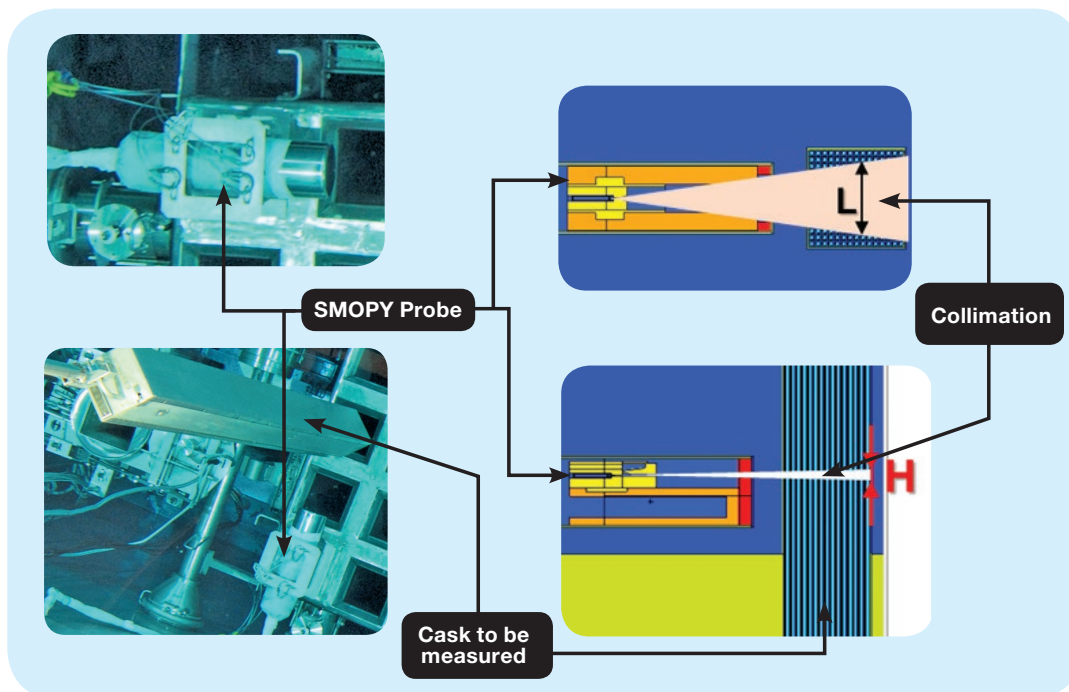 L
SMOPY Probe
Collimation
H
Cask to be
measured